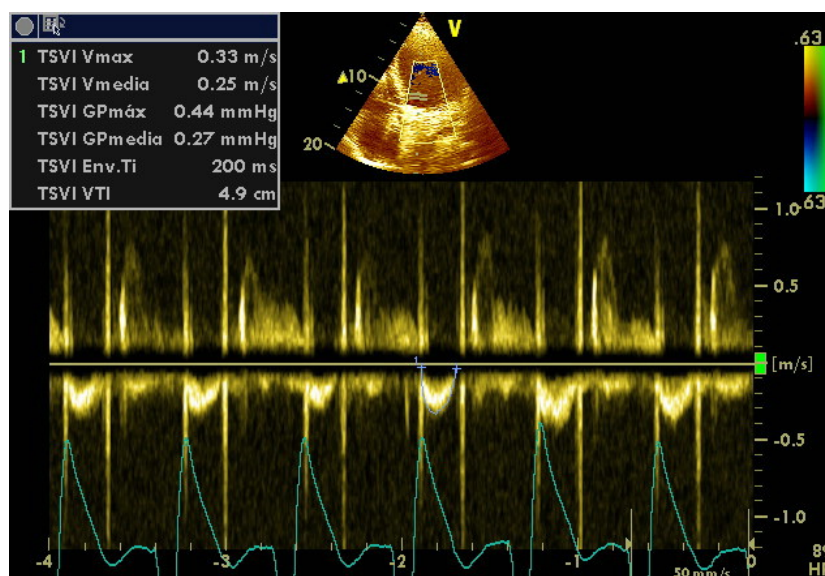 1 TSVI Vmax 0.33 m/s
TSVI Vmedia 0.25 m/s
TSVI GPmáx 0.44 mmHg
TSVI GPmedia 0.27 mmHg
TSVI Env.Ti 200 ms
TSVI VTI 4.9 cm
V
.63
10
20
.63
1.0
0.5
1
[m/s]
-0.5
-1.0
-4 -3 -2 -1 0
50 mm/s